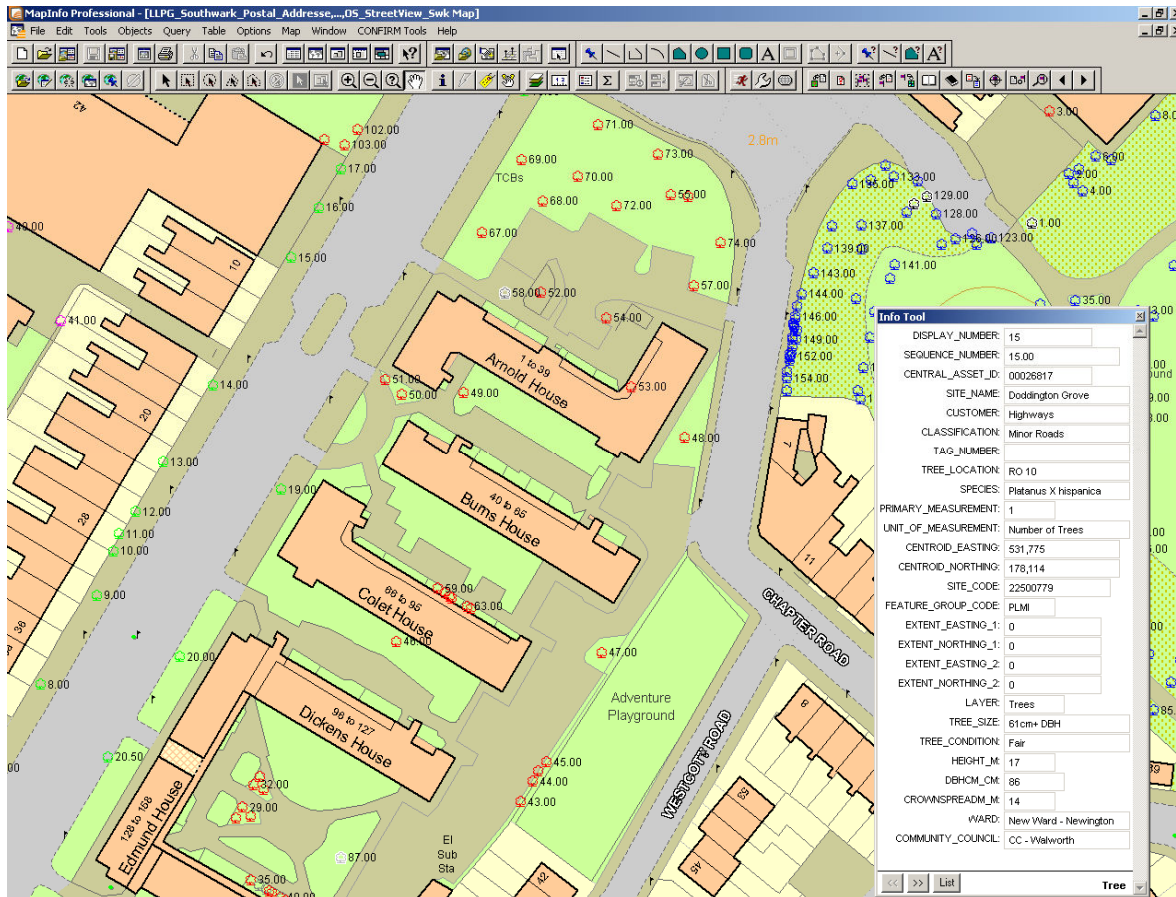 MapInfo Professional - [LLPG_Southwark_Postal_Addresse,...,OS_StreetView_Swk Map]
File Edit Tools Objects Query Table Options Map Window CONFIRM Tools Help
42
102.00
103.00
17.00
16.00
15.00
10
41.00
14.00
20
13.00
12.00
28
11.00
10.00
9.00
36
8.00
20.00
20.50
19.00
71.00
69.00
73.00
TCBs
70.00
68.00
72.00
55.00
67.00
74.00
57.00
58.00
52.00
54.00
1 to 39
Arnold House
53.00
51.00
50.00
49.00
48.00
40 to 65
Burns House
66 to 95
Colet House
59.00
63.00
46.00
47.00
96 to 127
Dickens House
128 to 168
Edmund House
32.00
29.00
35.00
87.00
El
Sub
Sta
45.00
44.00
43.00
42
45
53
8
7
11
Adventure
Playground
WESTCOTT ROAD
CHAPTER ROAD
2.8m
3.00
4.00
1.00
133.00
129.00
128.00
123.00
137.00
139.00
141.00
143.00
144.00
146.00
149.00
152.00
154.00
35.00
Info Tool
DISPLAY_NUMBER: 15
SEQUENCE_NUMBER: 15.00
CENTRAL_ASSET_ID: 00026817
SITE_NAME: Doddington Grove
CUSTOMER: Highways
CLASSIFICATION: Minor Roads
TAG_NUMBER:
TREE_LOCATION: RO 10
SPECIES: Platanus X hispanica
PRIMARY_MEASUREMENT: 1
UNIT_OF_MEASUREMENT: Number of Trees
CENTROID_EASTING: 531,775
CENTROID_NORTHING: 178,114
SITE_CODE: 22500779
FEATURE_GROUP_CODE: PLMI
EXTENT_EASTING_1: 0
EXTENT_NORTHING_1: 0
EXTENT_EASTING_2: 0
EXTENT_NORTHING_2: 0
LAYER: Trees
TREE_SIZE: 61cm+ DBH
TREE_CONDITION: Fair
HEIGHT_M: 17
DBHCM_CM: 86
CROWNSPREADM_M: 14
WARD: New Ward - Newington
COMMUNITY_COUNCIL: CC - Walworth
<< >> List Tree